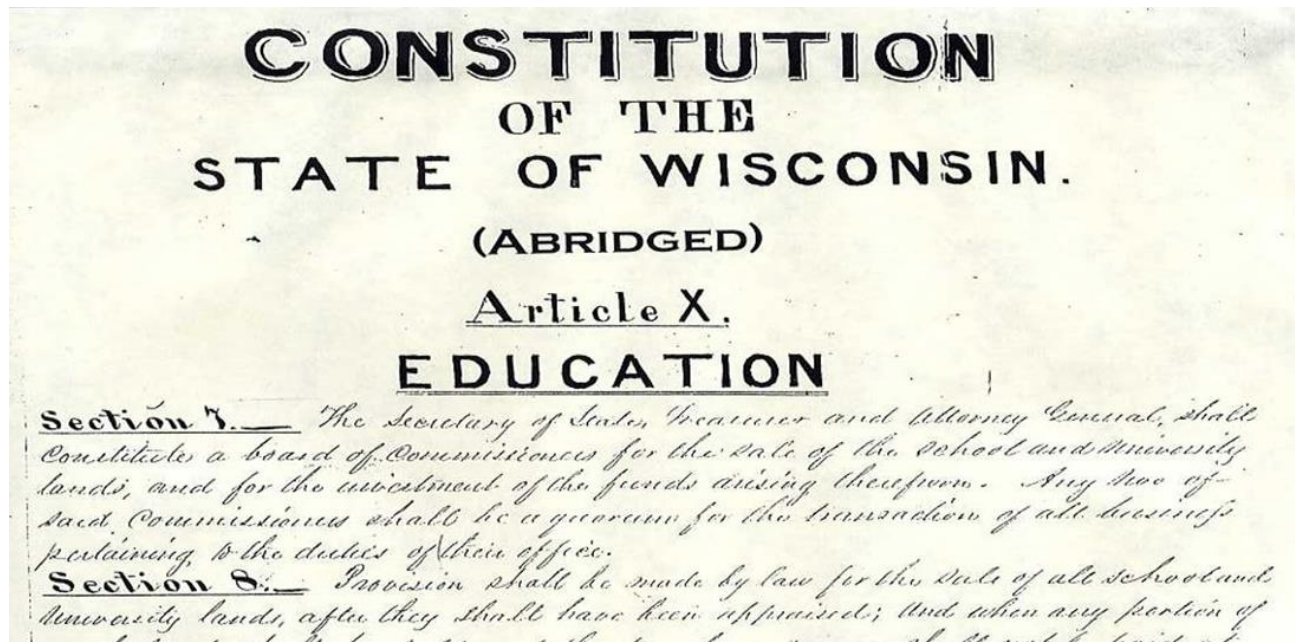 CONSTITUTION
OF THE
STATE OF WISCONSIN.
(ABRIDGED)
Article X.
EDUCATION
Section 7.— The Secretary of State, Treasurer and Attorney General, shall
constitute a board of Commissioners for the sale of the school and University
lands, and for the investment of the funds arising therefrom. Any two of
said Commissioners shall be a quorum for the transaction of all business
pertaining to the duties of their office.
Section 8.— Provision shall be made by law for the sale of all school and
University lands, after they shall have been appraised; and when any portion of